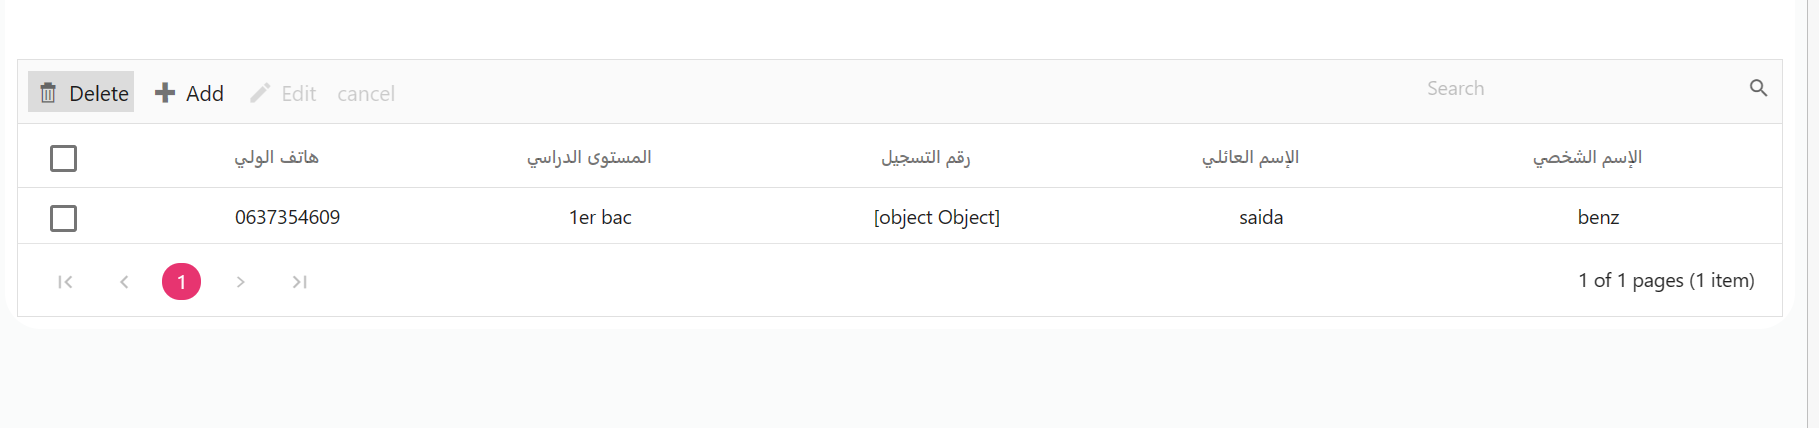 Delete Add Edit cancel Search
هاتف الولي المستوى الدراسي رقم التسجيل الإسم العائلي الإسم الشخصي
0637354609 1er bac [object Object] saida benz
1 1 of 1 pages (1 item)